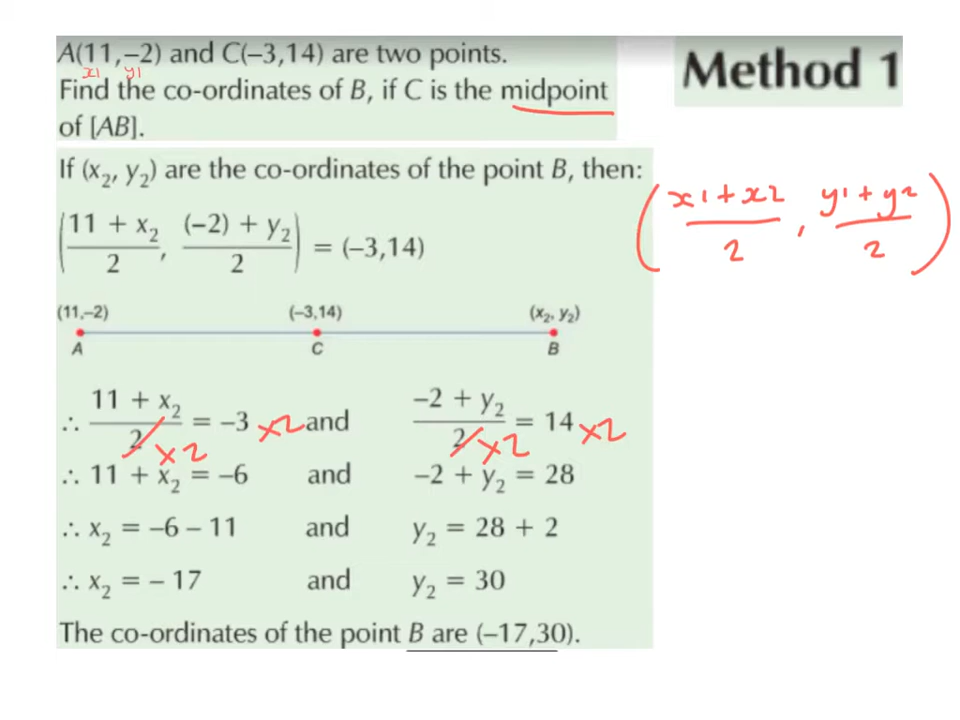 A(11,–2) and C(–3,14) are two points.
x1 y1
Method 1
Find the co-ordinates of B, if C is the midpoint
of [AB].
If (x₂, y₂) are the co-ordinates of the point B, then:
(x1+x2/2, y1+y2/2)
(11 + x₂/2, (–2) + y₂/2) = (–3,14)
(11,–2) (–3,14) (x₂, y₂)
A C B
∴ 11 + x₂/2 = –3 and –2 + y₂/2 = 14
×2 ×2 ×2 ×2
∴ 11 + x₂ = –6 and –2 + y₂ = 28
∴ x₂ = –6 – 11 and y₂ = 28 + 2
∴ x₂ = – 17 and y₂ = 30
The co-ordinates of the point B are (–17,30).